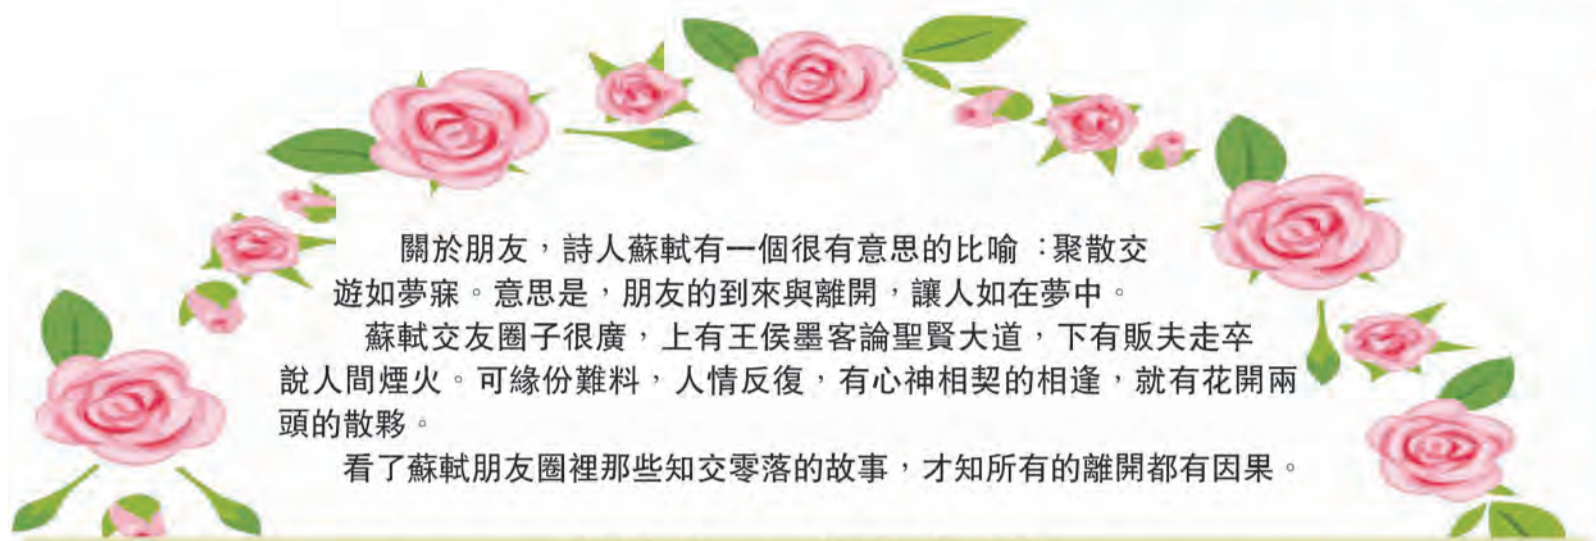 關於朋友，詩人蘇軾有一個很有意思的比喻：聚散交
遊如夢寐。意思是，朋友的到來與離開，讓人如在夢中。
蘇軾交友圈子很廣，上有王侯墨客論聖賢大道，下有販夫走卒
說人間煙火。可緣份難料，人情反復，有心神相契的相逢，就有花開兩
頭的散夥。
看了蘇軾朋友圈裡那些知交零落的故事，才知所有的離開都有因果。